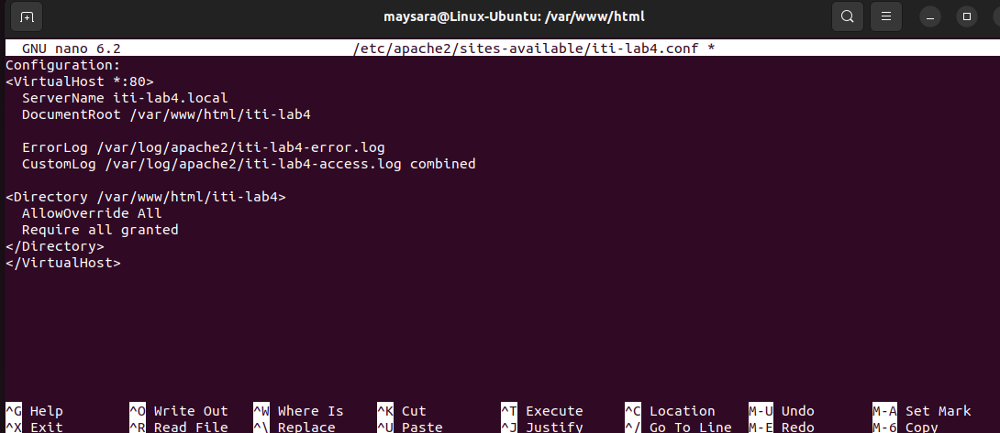 maysara@Linux-Ubuntu: /var/www/html
GNU nano 6.2 /etc/apache2/sites-available/iti-lab4.conf *
Configuration:
<VirtualHost *:80>
  ServerName iti-lab4.local
  DocumentRoot /var/www/html/iti-lab4
  ErrorLog /var/log/apache2/iti-lab4-error.log
  CustomLog /var/log/apache2/iti-lab4-access.log combined
<Directory /var/www/html/iti-lab4>
  AllowOverride All
  Require all granted
</Directory>
</VirtualHost>
^G Help ^O Write Out ^W Where Is ^K Cut ^T Execute ^C Location M-U Undo M-A Set Mark
^X Exit ^R Read File ^\ Replace ^U Paste ^J Justify ^/ Go To Line M-E Redo M-6 Copy